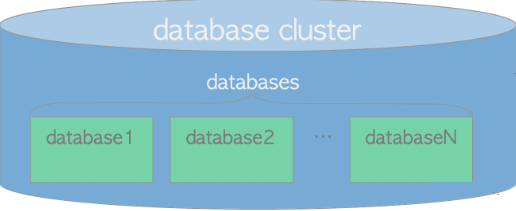 database cluster
databases
database1 database2 ... databaseN